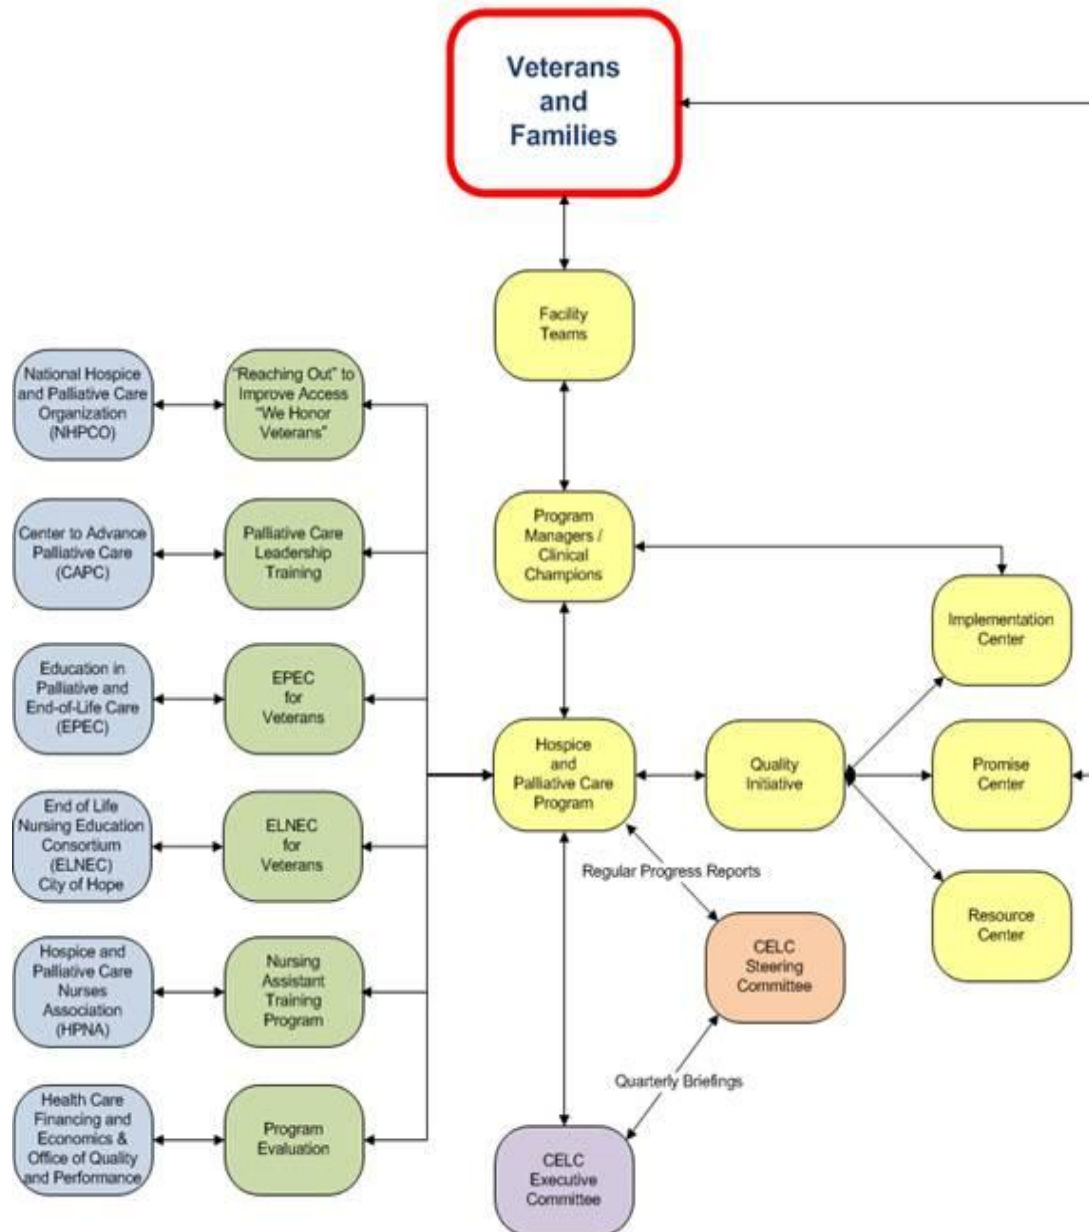 Veterans
and
Families
Facility
Teams
National Hospice
and Palliative Care
Organization
(NHPCO)
"Reaching Out" to
Improve Access
"We Honor
Veterans"
Center to Advance
Palliative Care
(CAPC)
Palliative Care
Leadership
Training
Program
Managers /
Clinical
Champions
Implementation
Center
Education in
Palliative and
End-of-Life Care
(EPEC)
EPEC
for
Veterans
Hospice
and
Palliative Care
Program
Quality
Initiative
Promise
Center
End of Life
Nursing Education
Consortium
(ELNEC)
City of Hope
ELNEC
for
Veterans
Regular Progress Reports
Resource
Center
Hospice and
Palliative Care
Nurses
Association
(HPNA)
Nursing
Assistant
Training
Program
CELC
Steering
Committee
Quarterly Briefings
Health Care
Financing and
Economics &
Office of Quality
and Performance
Program
Evaluation
CELC
Executive
Committee